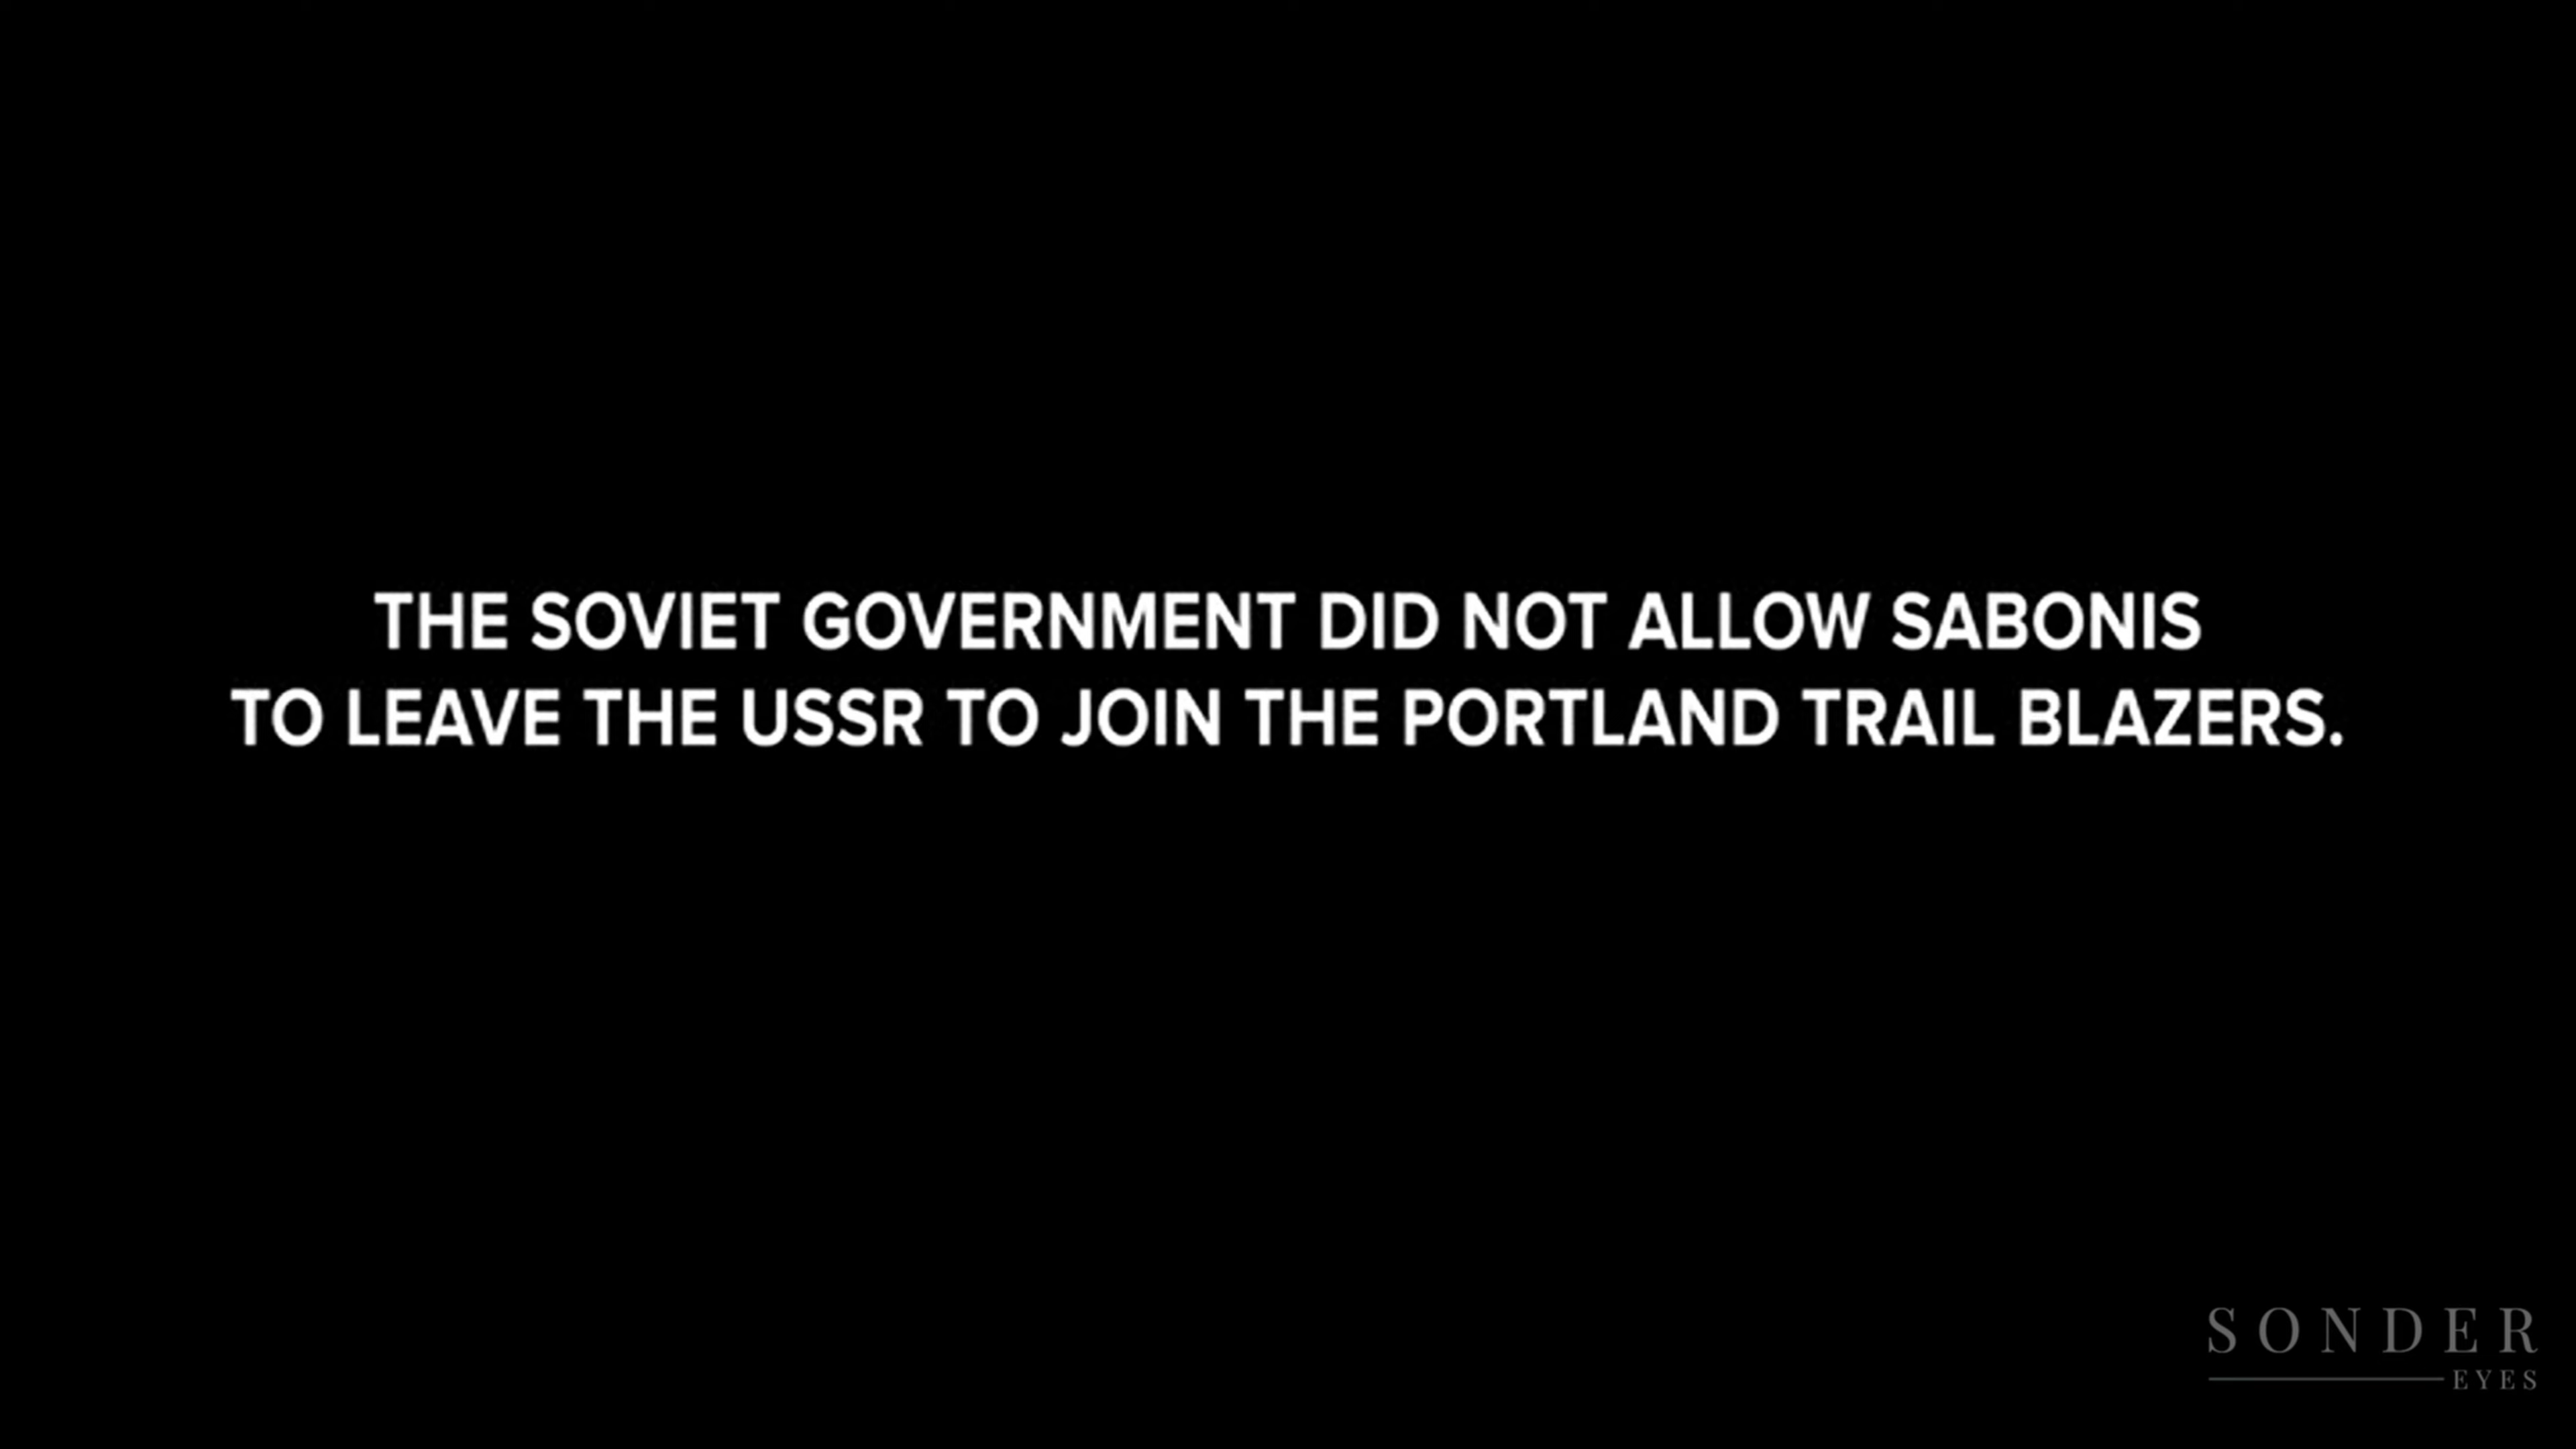 THE SOVIET GOVERNMENT DID NOT ALLOW SABONIS
TO LEAVE THE USSR TO JOIN THE PORTLAND TRAIL BLAZERS.
SONDER
EYES